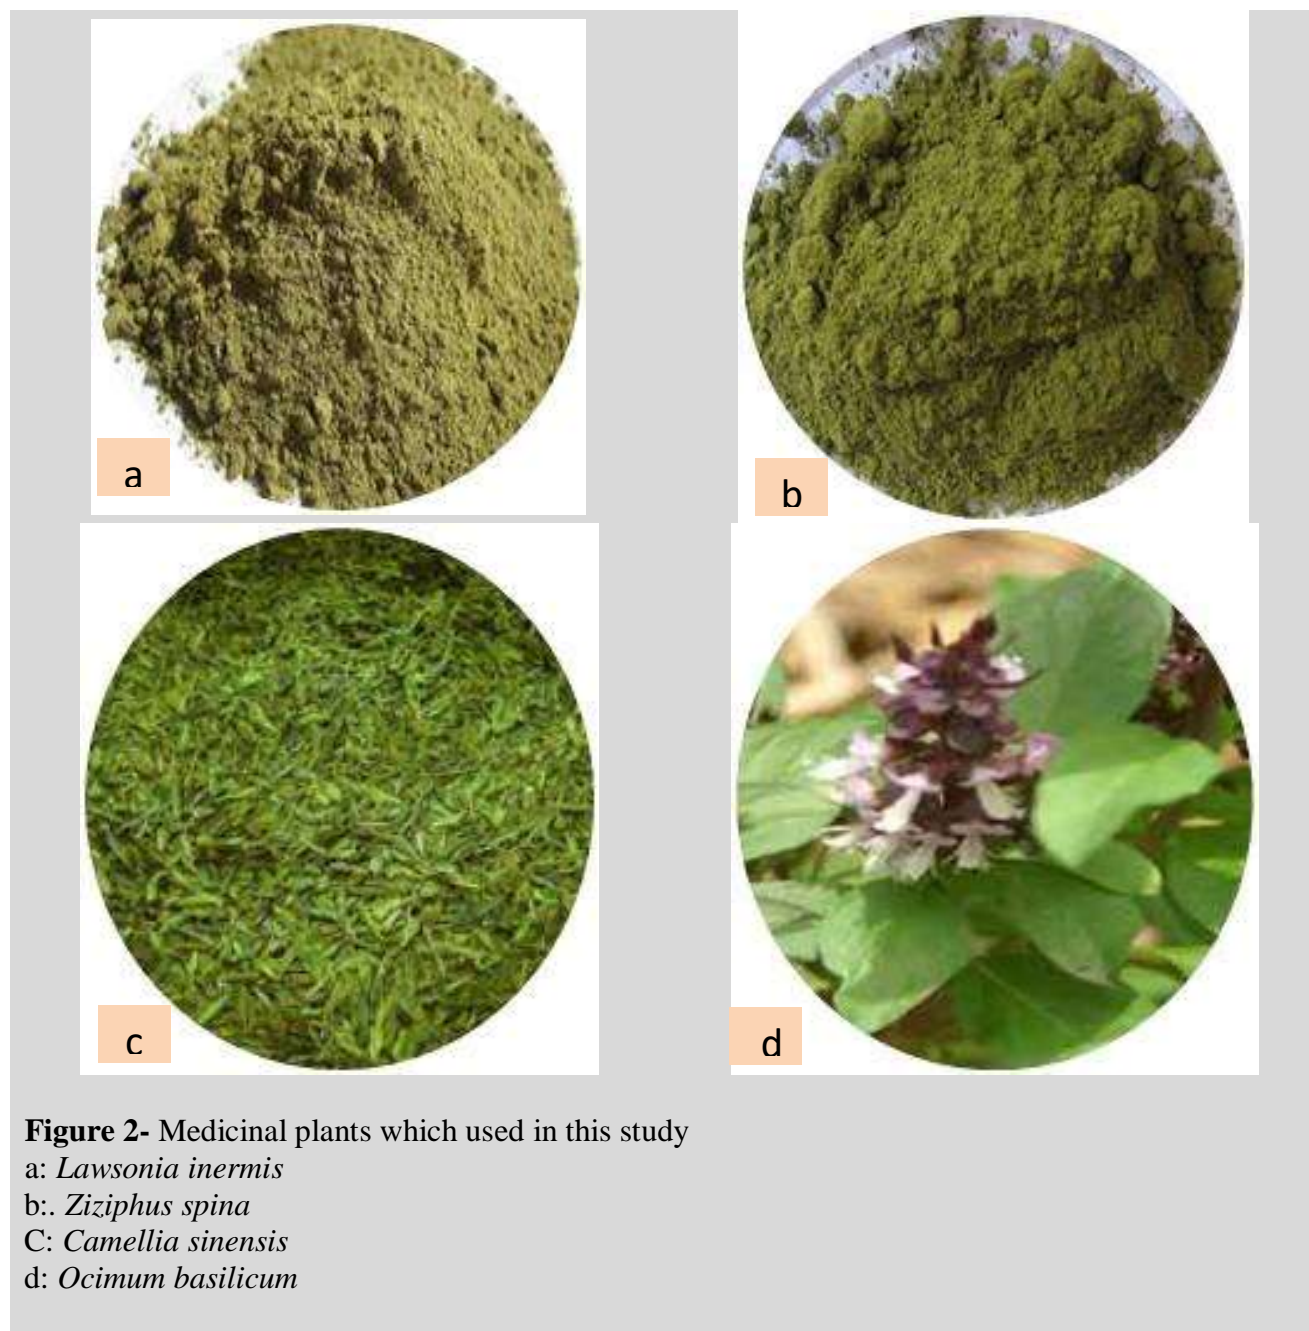 a
b
c
d
Figure 2- Medicinal plants which used in this study
a: Lawsonia inermis
b:. Ziziphus spina
C: Camellia sinensis
d: Ocimum basilicum